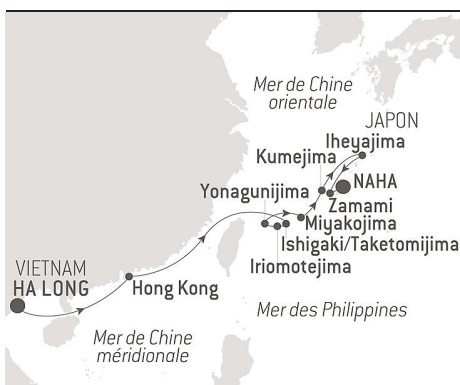 Mer de Chine
orientale
JAPON
Iheyajima
Kumejima
NAHA
Yonagunijima
Zamami
Miyakojima
Ishigaki/Taketomijima
Iriomotejima
VIETNAM
HA LONG
Hong Kong
Mer des Philippines
Mer de Chine
méridionale